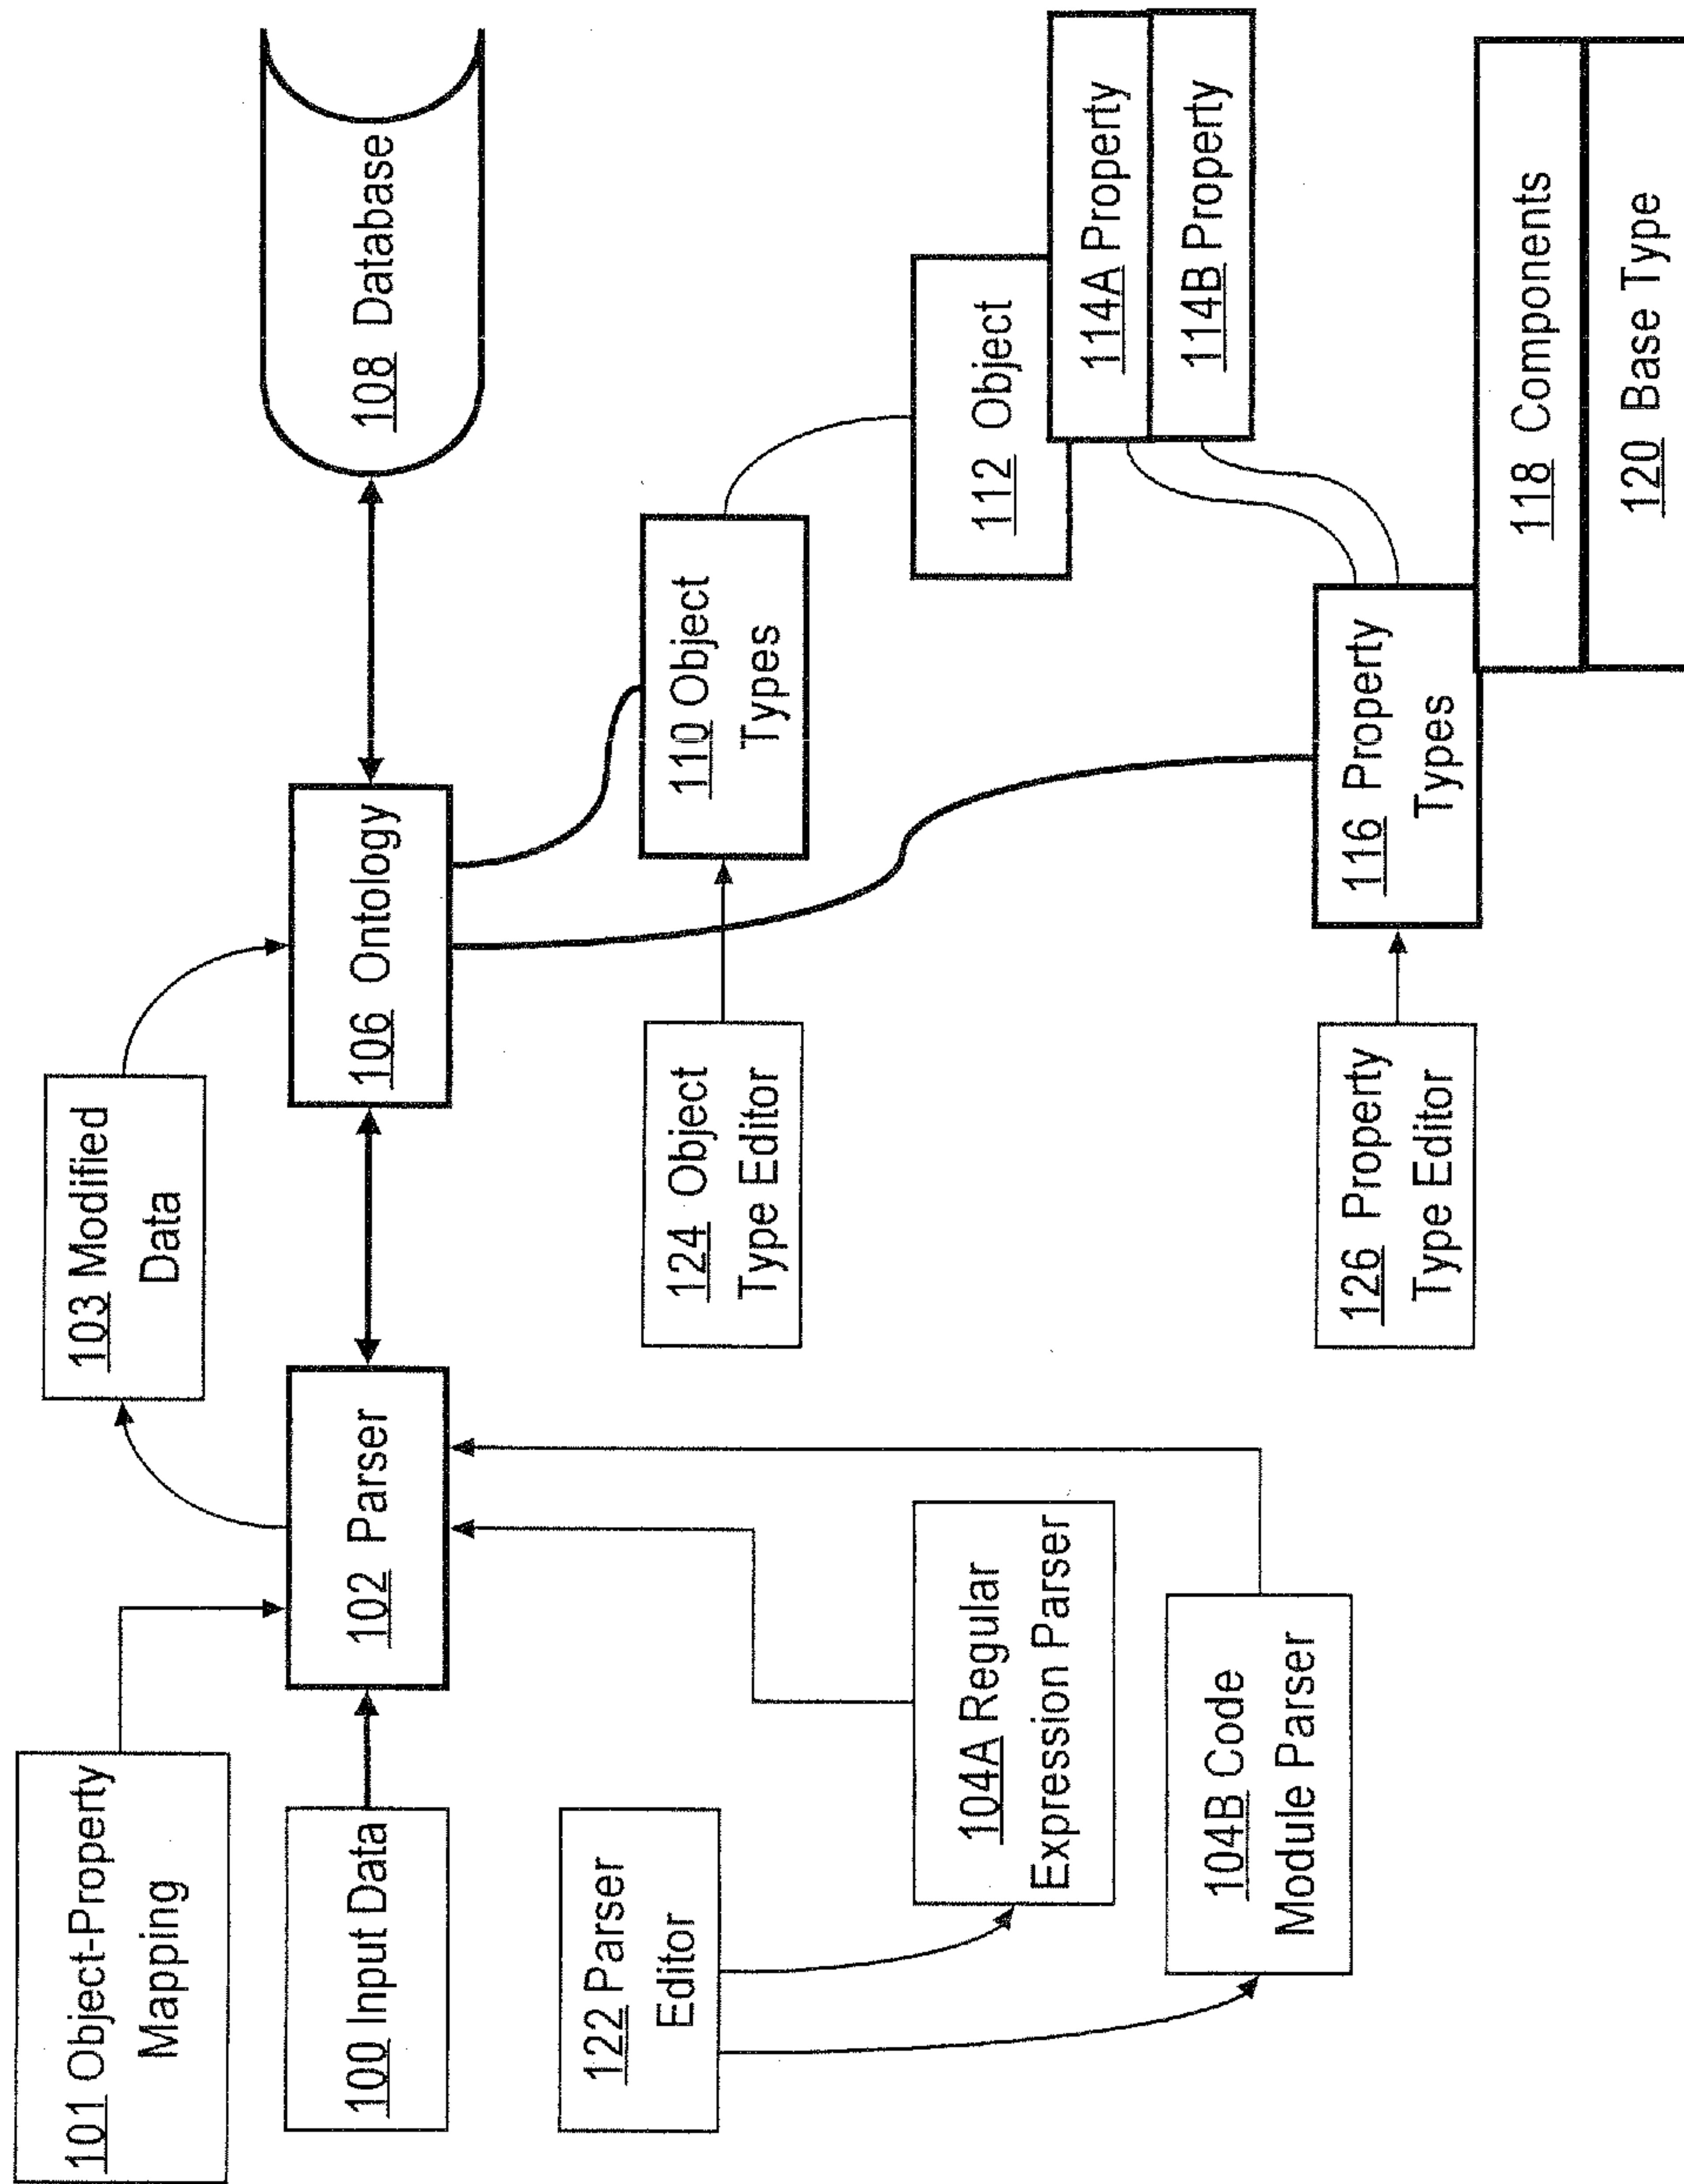 101 Object-Property
Mapping
103 Modified
Data
100 Input Data
102 Parser
106 Ontology
108 Database
122 Parser
Editor
124 Object
Type Editor
110 Object
Types
104A Regular
Expression Parser
112 Object
114A Property
114B Property
104B Code
Module Parser
126 Property
Type Editor
116 Property
Types
118 Components
120 Base Type